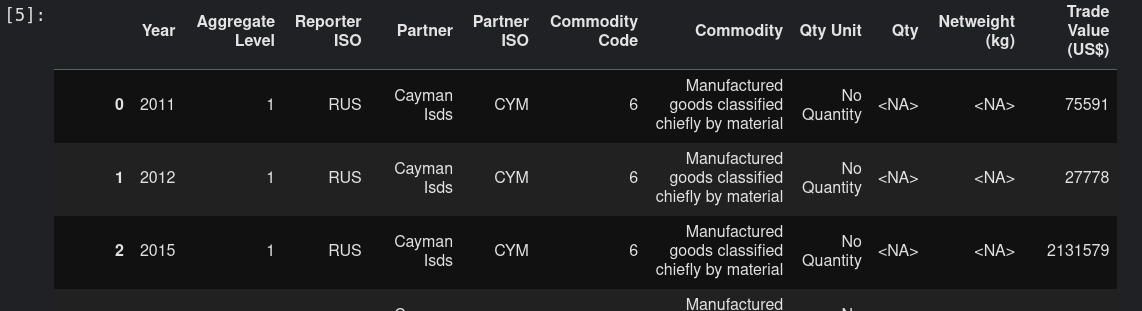 [5]:
Year Aggregate Level Reporter ISO Partner Partner ISO Commodity Code Commodity Qty Unit Qty Netweight (kg) Trade Value (US$)
0 2011 1 RUS Cayman Isds CYM 6 Manufactured goods classified chiefly by material No Quantity <NA> <NA> 75591
1 2012 1 RUS Cayman Isds CYM 6 Manufactured goods classified chiefly by material No Quantity <NA> <NA> 27778
2 2015 1 RUS Cayman Isds CYM 6 Manufactured goods classified chiefly by material No Quantity <NA> <NA> 2131579
Manufactured